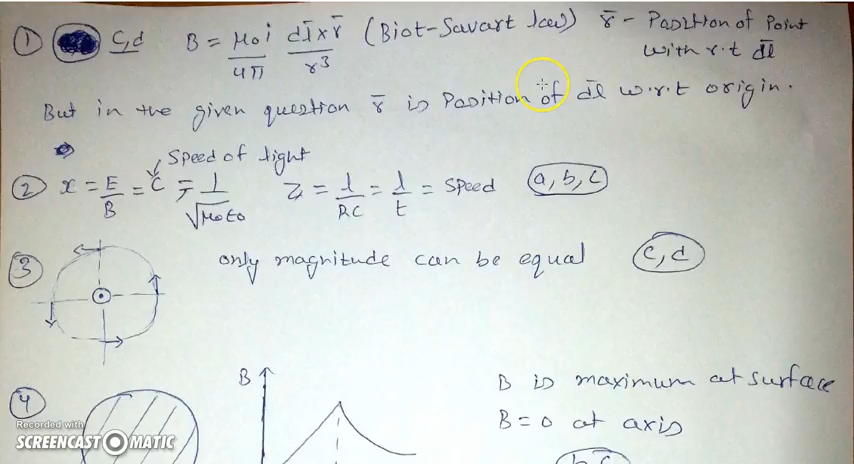 ① C,d B = μ₀i/4π dl̄×r̄/r³ (Biot-Savart law) r̄ - Position of Point
with r.t dl̄
But in the given question r̄ is Position of dl̄ w.r.t origin.
Speed of light
② x = E/B = C = 1/√μ₀ε₀ z = l/RC = l/t = Speed a, b, c
③ only magnitude can be equal c, d
④ B
B is maximum at surface
B = 0 at axis
b, c
Recorded with
SCREENCAST-O-MATIC